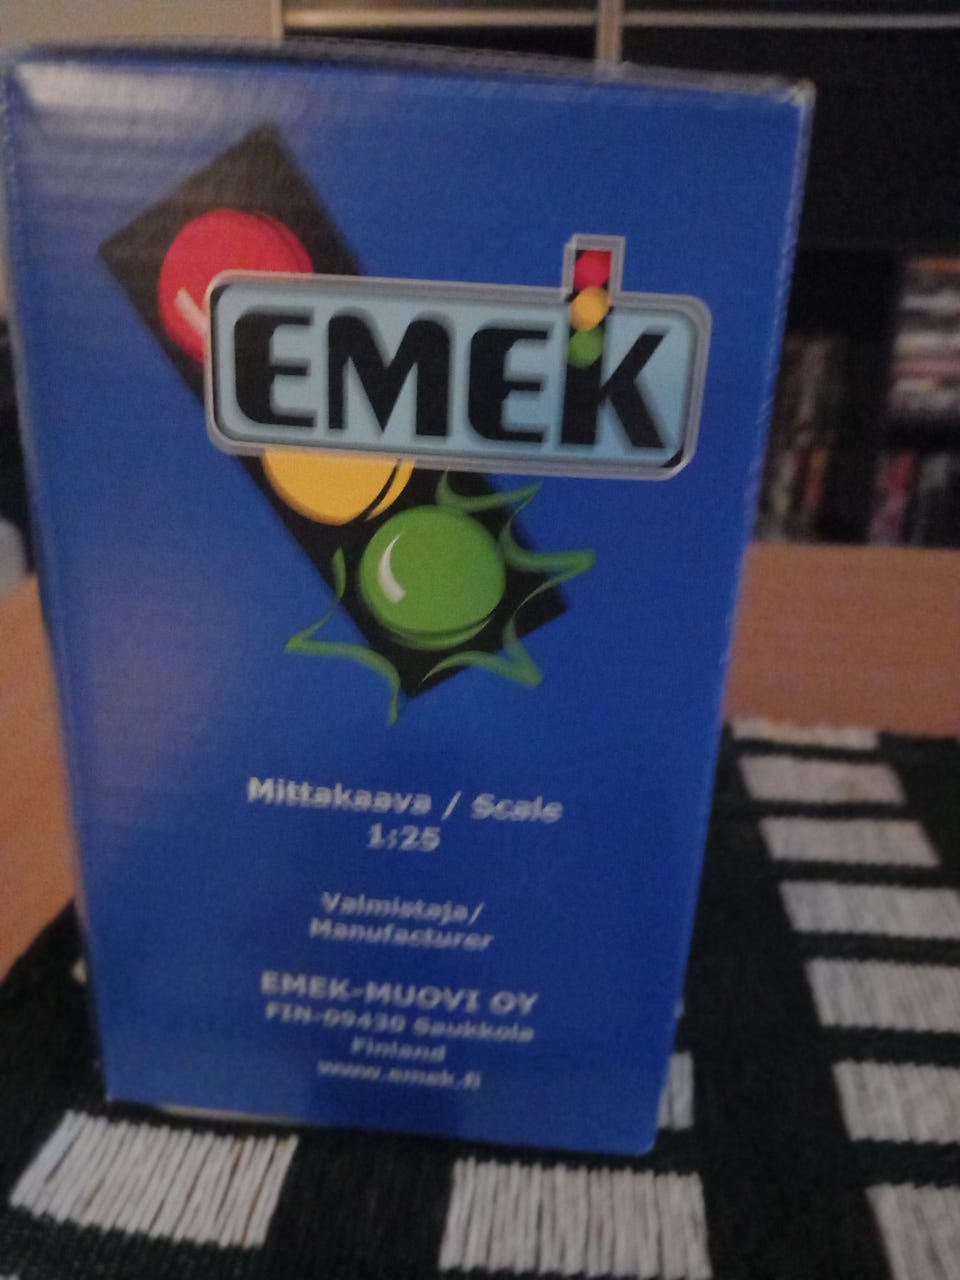 EMEK
Mittakaava / Scale
1:25
Valmistaja/
Manufacturer
EMEK-MUOVI OY
FIN-09430 Saukkola
Finland
www.emek.fi